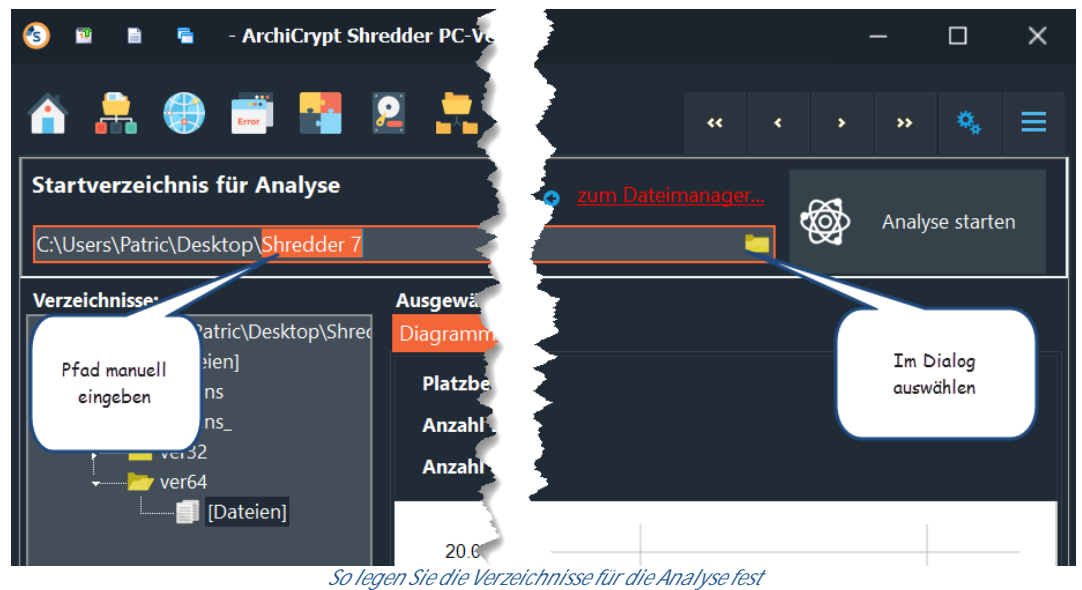 - ArchiCrypt Shredder PC-Ve
Error
Startverzeichnis für Analyse
zum Dateimanager...
Analyse starten
C:\Users\Patric\Desktop\Shredder 7
Verzeichnisse:
Ausgewä
Patric\Desktop\Shred
Diagramm
eien]
Pfad manuell
eingeben
Im Dialog
auswählen
Platzbe
ns
Anzahl
ns_
ver32
Anzahl
ver64
[Dateien]
20.0
So legen Sie die Verzeichnisse für die Analyse fest